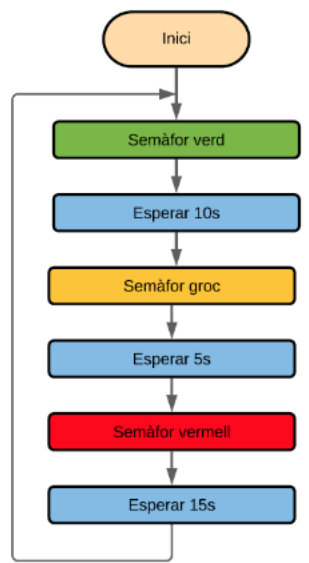 Inici
Semàfor verd
Esperar 10s
Semàfor groc
Esperar 5s
Semàfor vermell
Esperar 15s